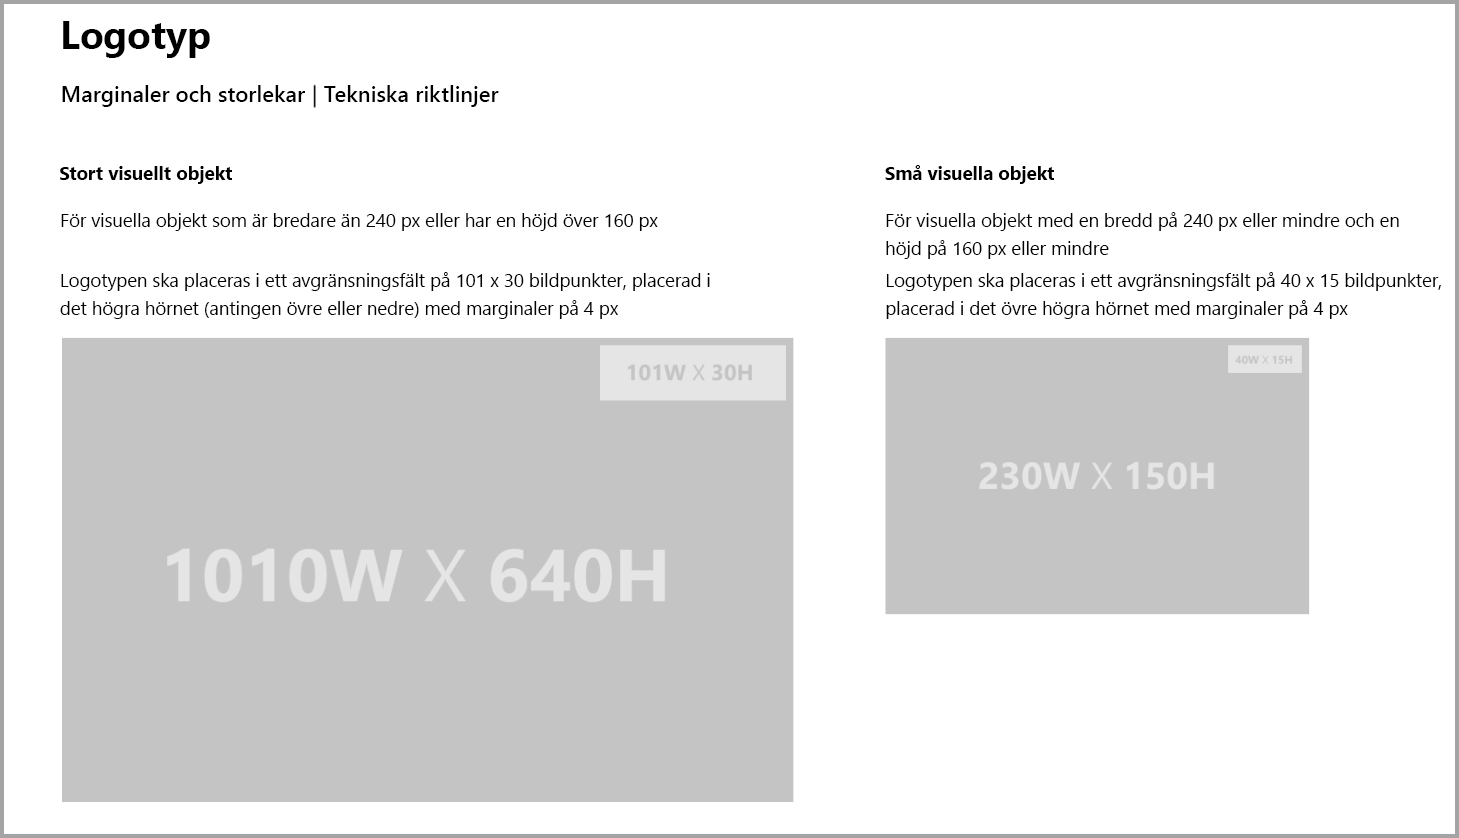 Logotyp
Marginaler och storlekar | Tekniska riktlinjer
Stort visuellt objekt
För visuella objekt som är bredare än 240 px eller har en höjd över 160 px
Logotypen ska placeras i ett avgränsningsfält på 101 x 30 bildpunkter, placerad i
det högra hörnet (antingen övre eller nedre) med marginaler på 4 px
101W X 30H
1010W X 640H
Små visuella objekt
För visuella objekt med en bredd på 240 px eller mindre och en
höjd på 160 px eller mindre
Logotypen ska placeras i ett avgränsningsfält på 40 x 15 bildpunkter,
placerad i det övre högra hörnet med marginaler på 4 px
40W X 15H
230W X 150H